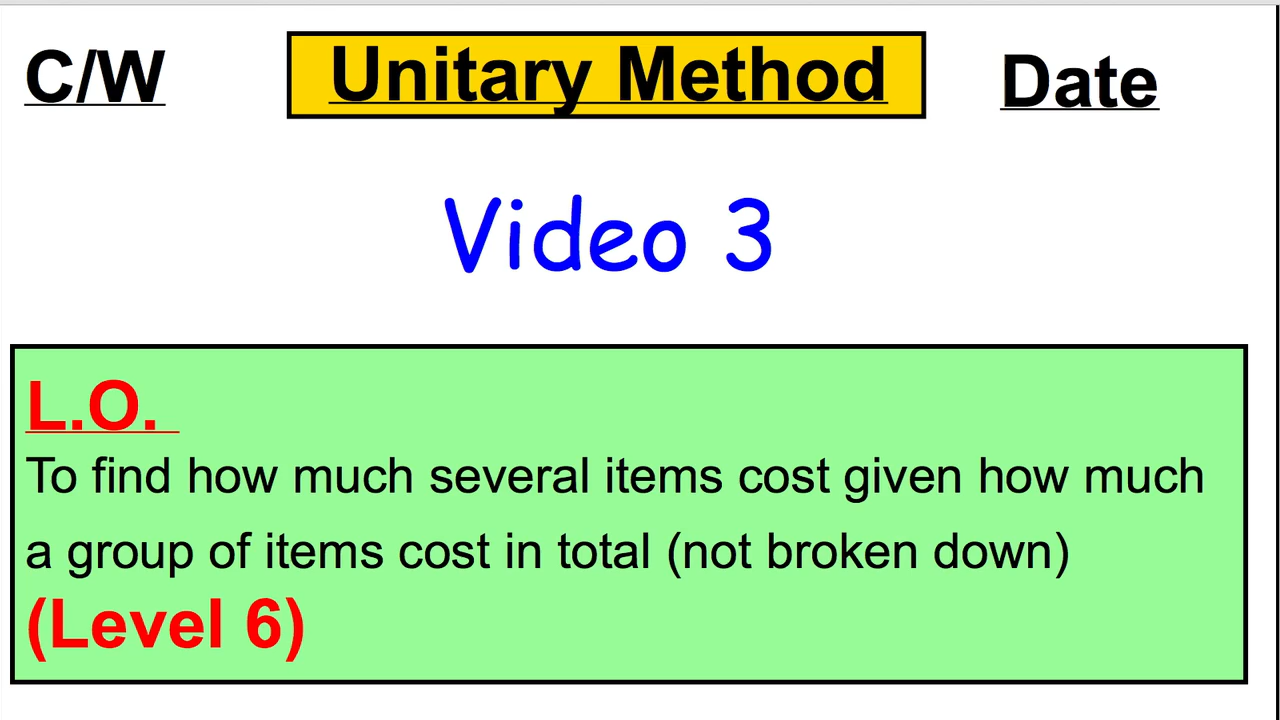 C/W Unitary Method Date
Video 3
L.O.
To find how much several items cost given how much
a group of items cost in total (not broken down)
(Level 6)